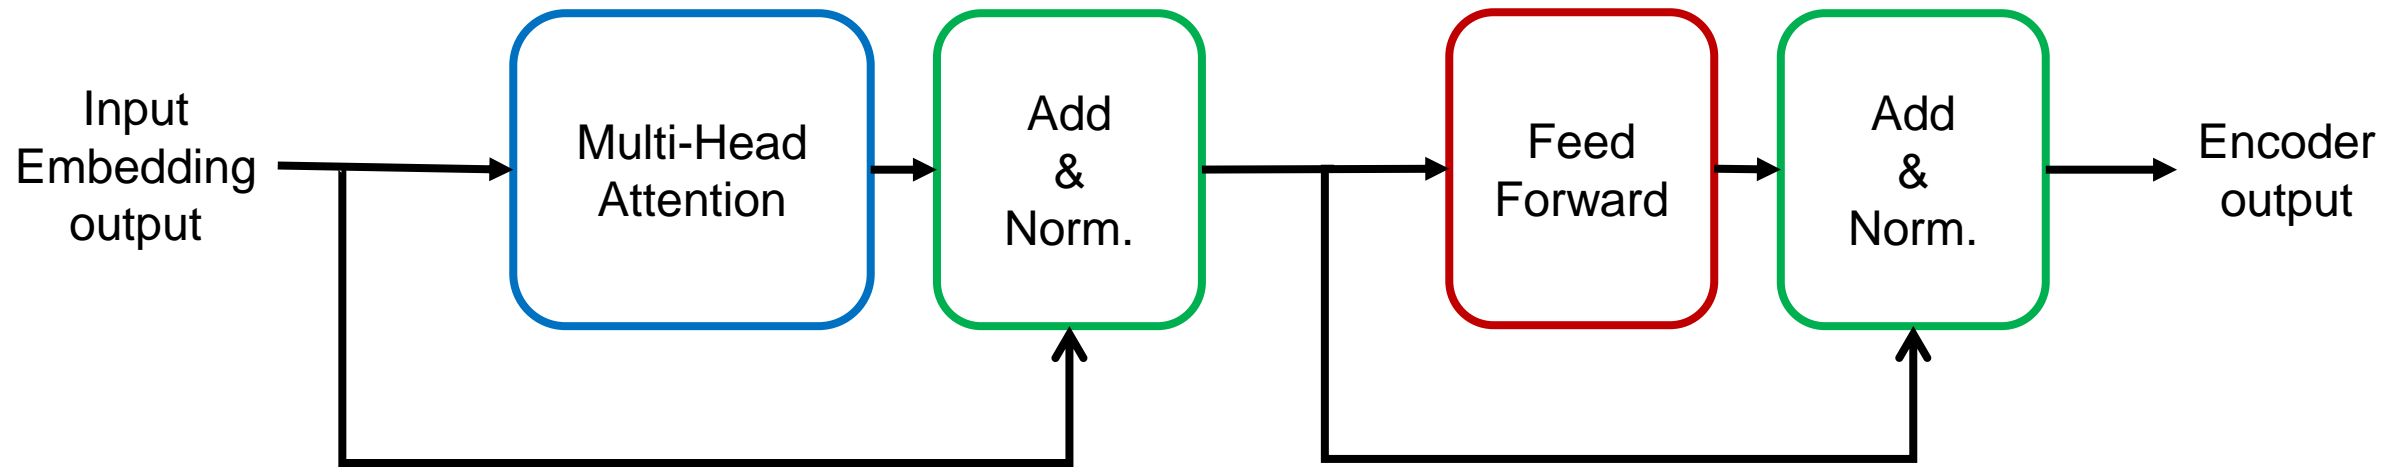 Input
Embedding
output
Multi-Head
Attention
Add
&
Norm.
Feed
Forward
Add
&
Norm.
Encoder
output